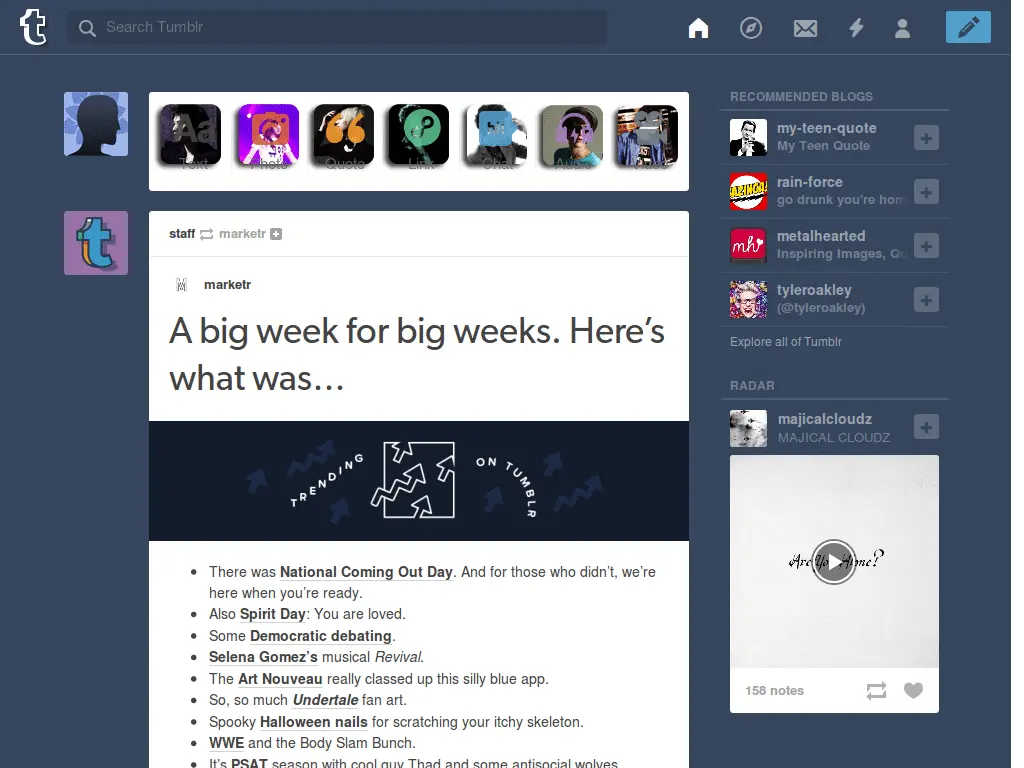 Search Tumblr
Text Photo Quote Link Chat Audio Video
staff marketr
marketr
A big week for big weeks. Here's
what was...
TRENDING ON TUMBLR
• There was National Coming Out Day. And for those who didn't, we're
here when you're ready.
• Also Spirit Day: You are loved.
• Some Democratic debating.
• Selena Gomez's musical Revival.
• The Art Nouveau really classed up this silly blue app.
• So, so much Undertale fan art.
• Spooky Halloween nails for scratching your itchy skeleton.
• WWE and the Body Slam Bunch.
• It's PSAT season with cool guy Thad and some antisocial wolves.
RECOMMENDED BLOGS
my-teen-quote
My Teen Quote
BAZINGA!
rain-force
go drunk you're hom
mh
metalhearted
Inspiring Images, Qu
tyleroakley
(@tyleroakley)
Explore all of Tumblr
RADAR
majicalcloudz
MAJICAL CLOUDZ
Are You Alone?
158 notes